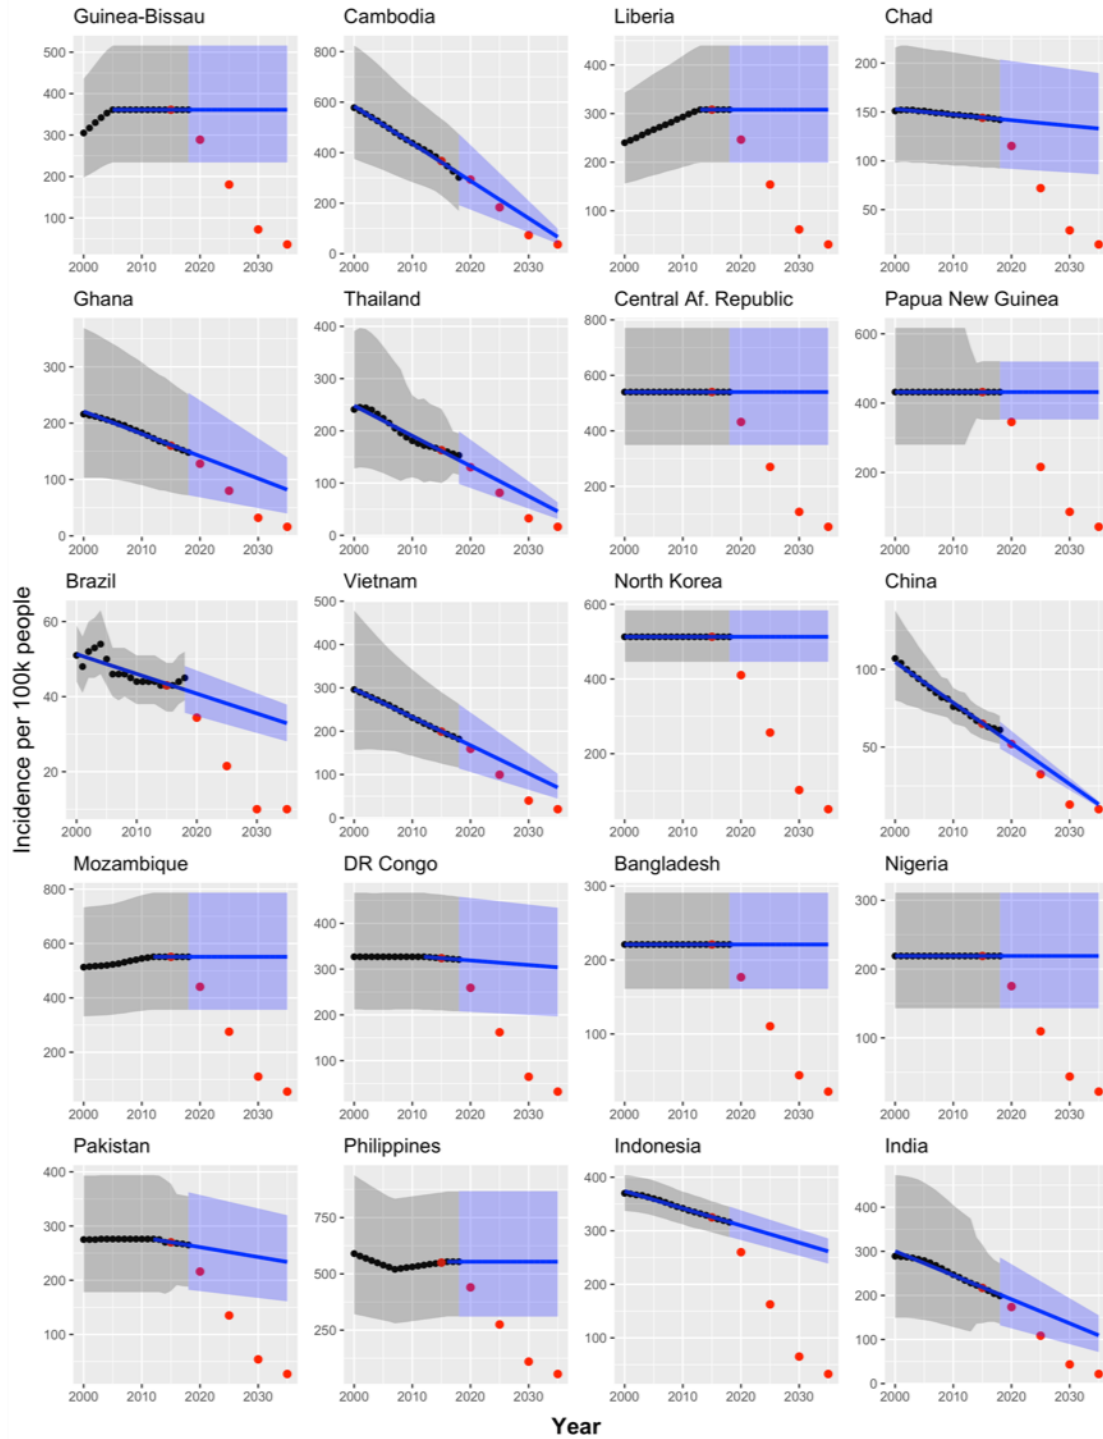 Guinea-Bissau Cambodia Liberia Chad
500 400 300 200 100
800 600 400 200 0
400 300 200 100
200 150 100 50
2000 2010 2020 2030 2000 2010 2020 2030 2000 2010 2020 2030 2000 2010 2020 2030
Ghana Thailand Central Af. Republic Papua New Guinea
300 200 100 0
400 300 200 100 0
800 600 400 200
600 400 200
2000 2010 2020 2030 2000 2010 2020 2030 2000 2010 2020 2030 2000 2010 2020 2030
Brazil Vietnam North Korea China
60 40 20
500 400 300 200 100 0
600 400 200
100 50
2000 2010 2020 2030 2000 2010 2020 2030 2000 2010 2020 2030 2000 2010 2020 2030
Incidence per 100k people
Mozambique DR Congo Bangladesh Nigeria
800 600 400 200
400 300 200 100
300 200 100
300 200 100
2000 2010 2020 2030 2000 2010 2020 2030 2000 2010 2020 2030 2000 2010 2020 2030
Pakistan Philippines Indonesia India
400 300 200 100
750 500 250
400 300 200 100
400 300 200 100 0
2000 2010 2020 2030 2000 2010 2020 2030 2000 2010 2020 2030 2000 2010 2020 2030
Year